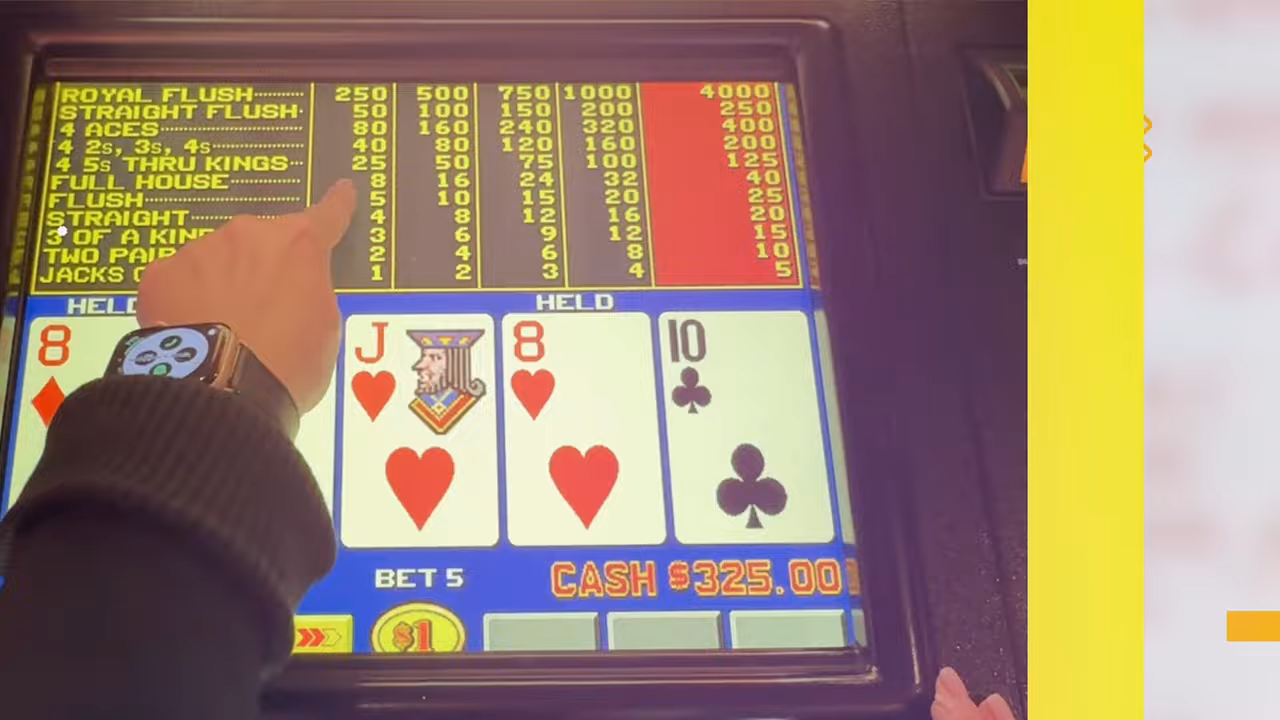 ROYAL FLUSH 250 500 750 1000 4000
STRAIGHT FLUSH 50 100 150 200 250
4 ACES 80 160 240 320 400
4 2S, 3S, 4S 40 80 120 160 200
4 5S THRU KINGS 25 50 75 100 125
FULL HOUSE 8 16 24 32 40
FLUSH 5 10 15 20 25
STRAIGHT 4 8 12 16 20
3 OF A KIN 3 6 9 12 15
TWO PAIR 2 4 6 8 10
JACKS 1 2 3 4 5
HELD HELD
8 J 8 10
BET 5 CASH $325.00
$1